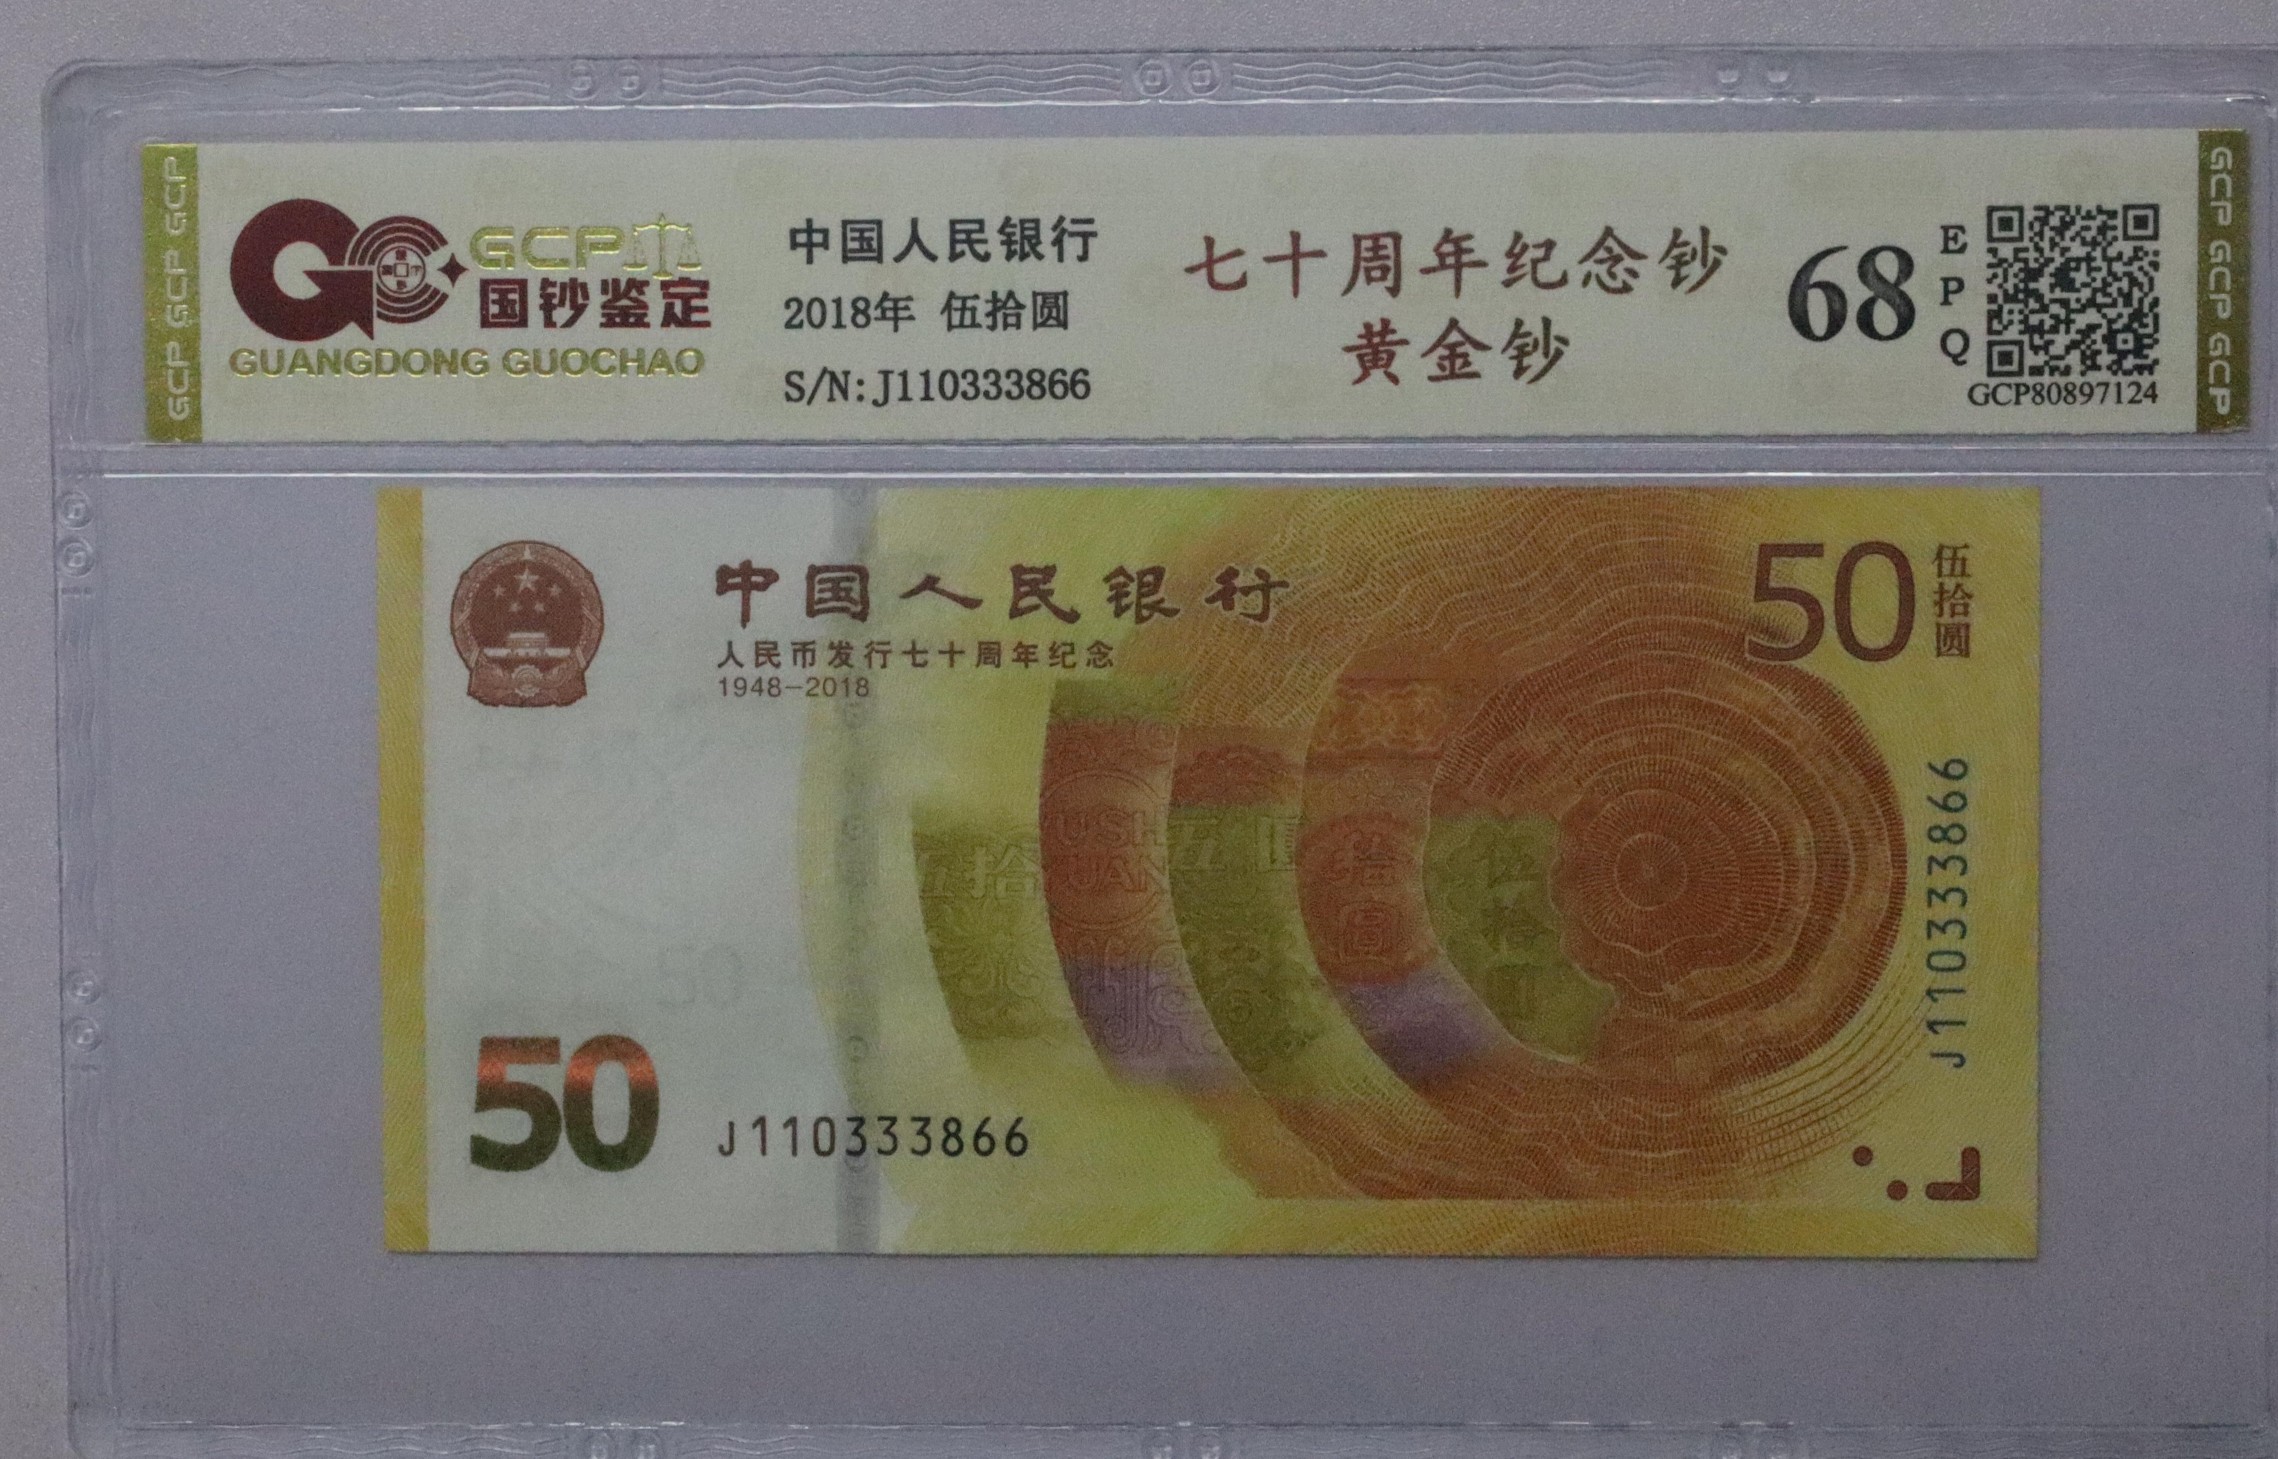 GCP GCP GCP
GCP
国钞鉴定
GUANGDONG GUOCHAO
中国人民银行
2018年 伍拾圆
S/N:J110333866
七十周年纪念钞
黄金钞
68
E
P
Q
GCP80897124
GCP GCP GCP
中国人民银行
人民币发行七十周年纪念
1948-2018
50
伍拾圆
J110333866
50
J110333866